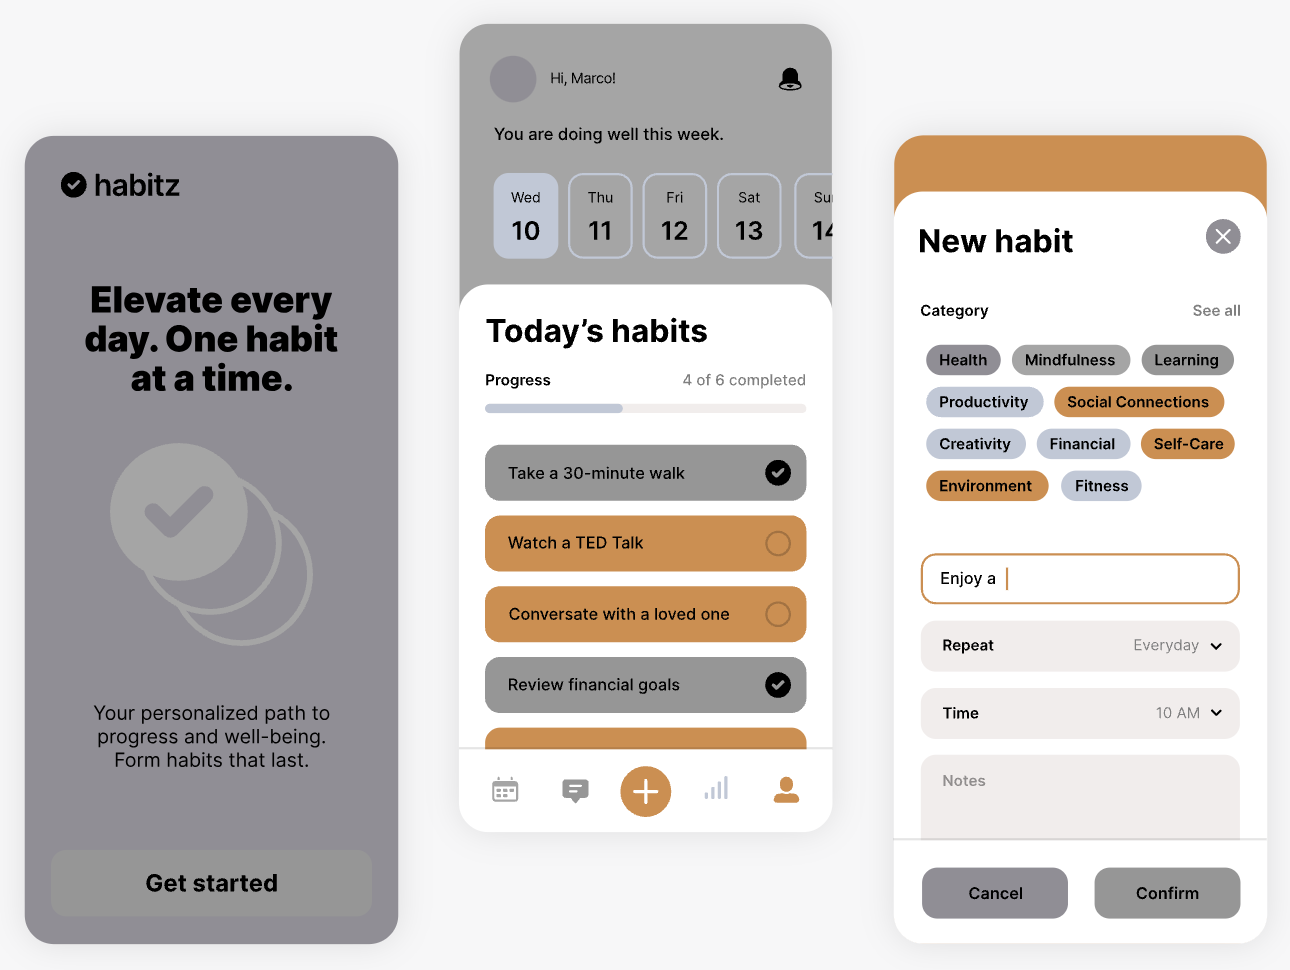 habitz
Elevate every
day. One habit
at a time.
Your personalized path to
progress and well-being.
Form habits that last.
Get started
Hi, Marco!
You are doing well this week.
Wed Thu Fri Sat Su
10 11 12 13 14
Today’s habits
Progress 4 of 6 completed
Take a 30-minute walk
Watch a TED Talk
Conversate with a loved one
Review financial goals
New habit
Category See all
Health Mindfulness Learning
Productivity Social Connections
Creativity Financial Self-Care
Environment Fitness
Enjoy a
Repeat Everyday
Time 10 AM
Notes
Cancel Confirm